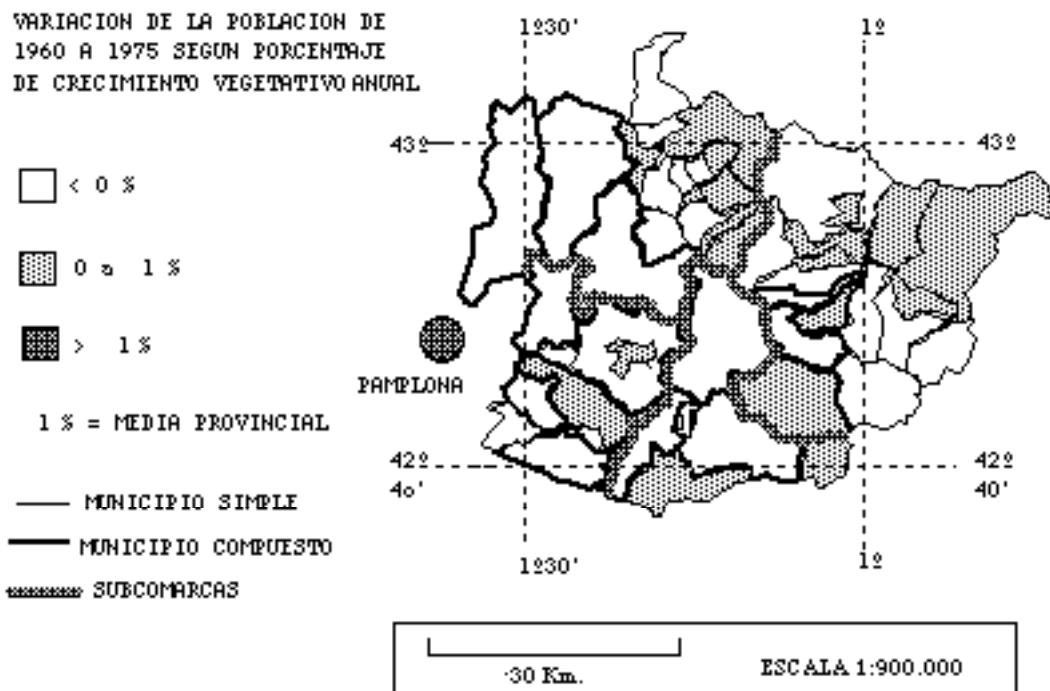 VARIACION DE LA POBLACION DE
1960 A 1975 SEGUN PORCENTAJE
DE CRECIMIENTO VEGETATIVO ANUAL
< 0 %
0 a 1 %
> 1 %
1 % = MEDIA PROVINCIAL
MUNICIPIO SIMPLE
MUNICIPIO COMPUESTO
SUBCOMARCAS
1º30'
1º
43º
43º
PAMPLONA
42º
40'
42º
40'
1º30'
1º
30 Km.
ESCALA 1:900.000